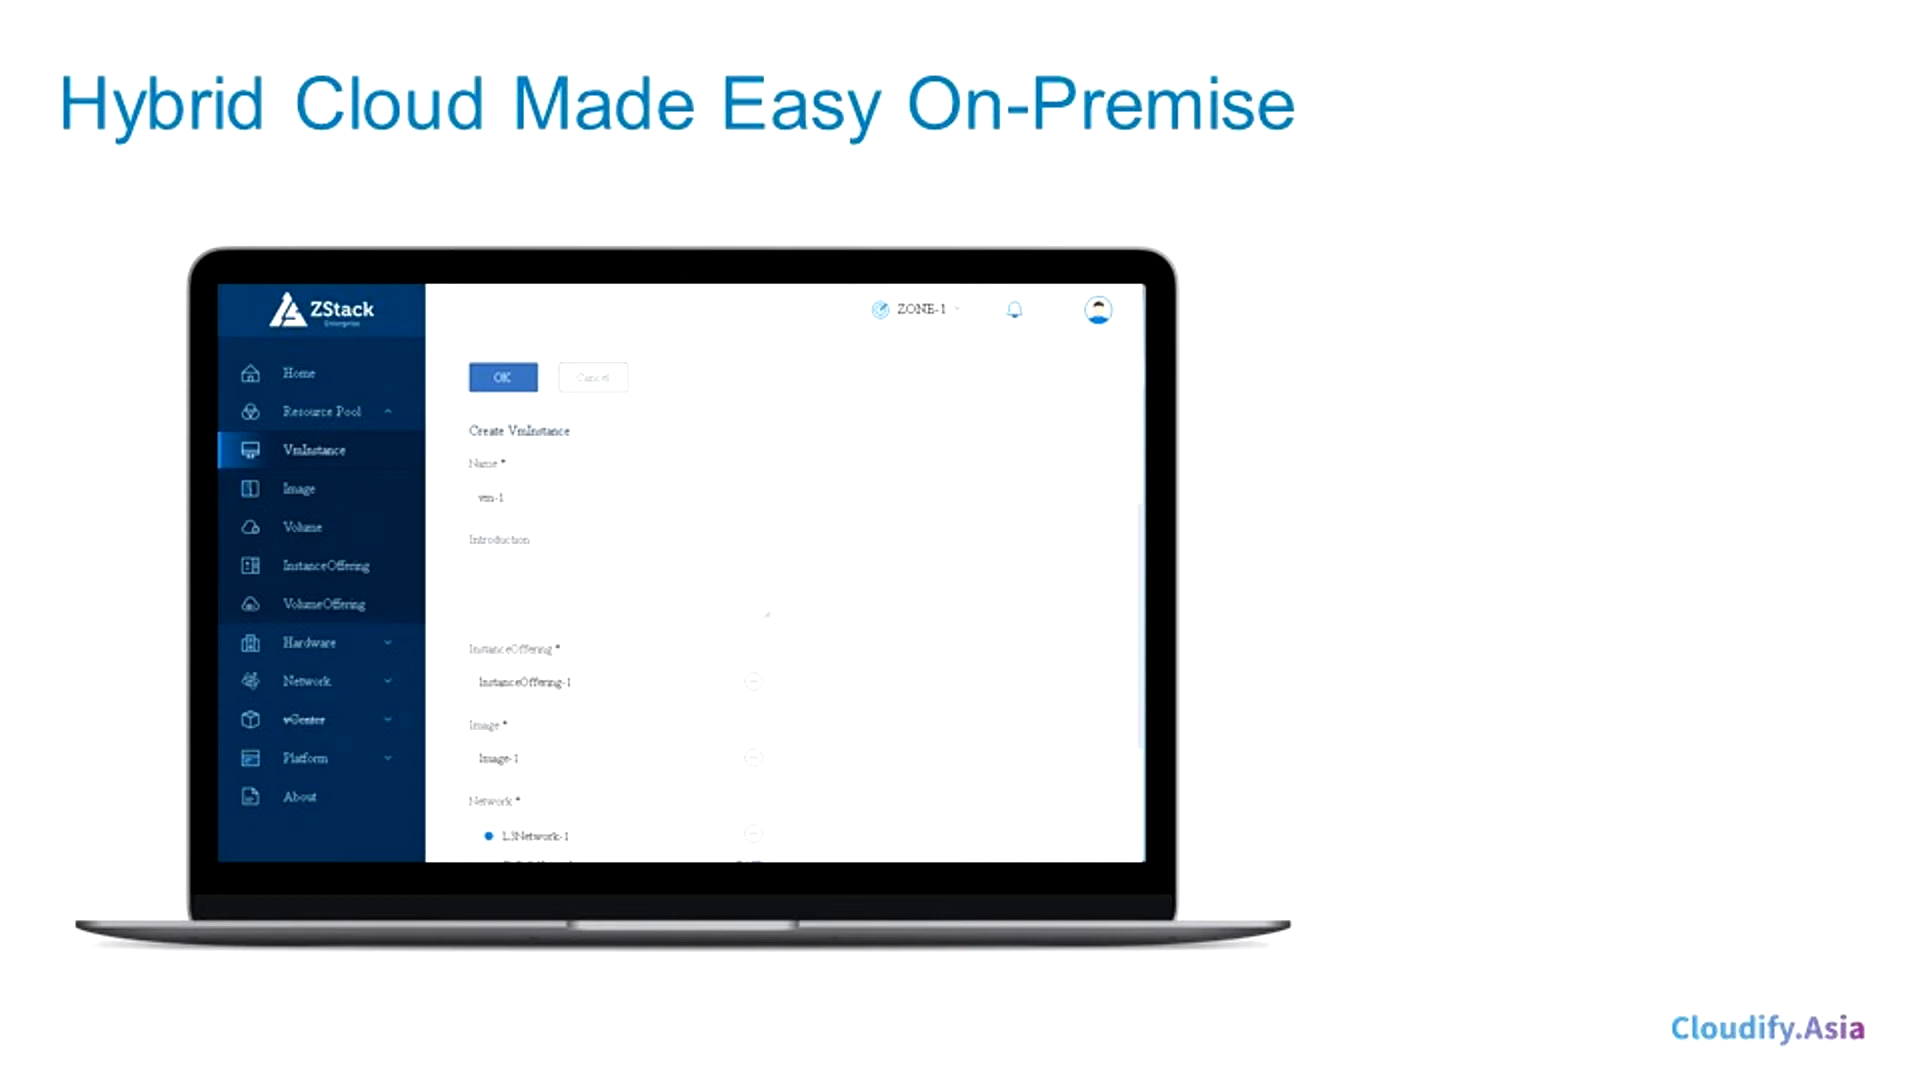 Hybrid Cloud Made Easy On-Premise
ZStack
Enterprise
ZONE-1
Home
Resource Pool
VmInstance
Image
Volume
InstanceOffering
VolumeOffering
Hardware
Network
vCenter
Platform
About
OK
Cancel
Create VmInstance
Name *
vm-1
Introduction
InstanceOffering *
InstanceOffering-1
Image *
Image-1
Network *
L3Network-1
Cloudify.Asia